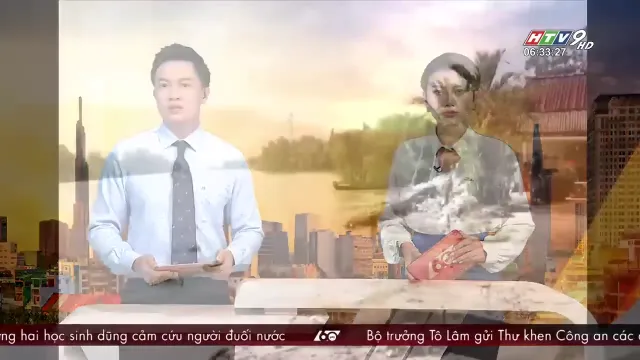 HTV9 HD
06:33.27
ng hai học sinh dũng cảm cứu người đuối nước 60 Bộ trưởng Tô Lâm gửi Thư khen Công an các